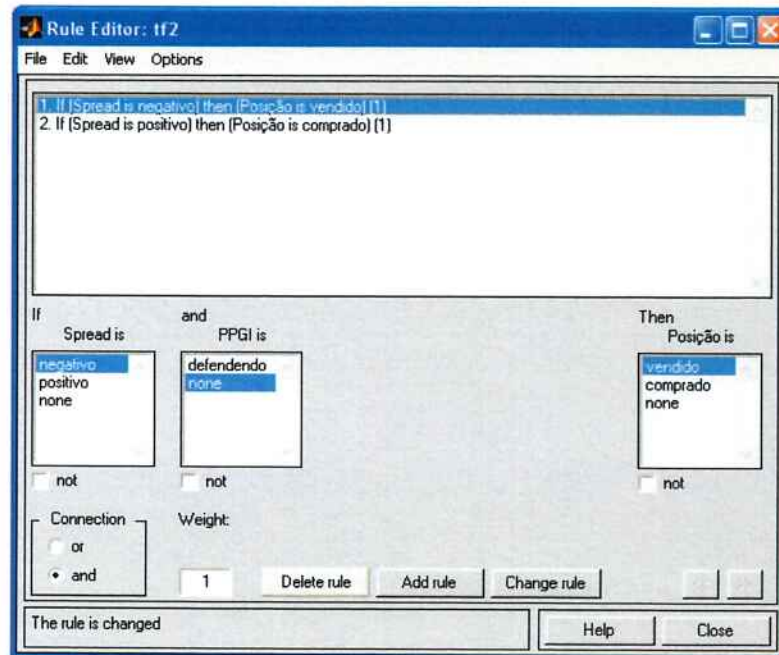 Rule Editor: tf2
File Edit View Options
1. If (Spread is negativo) then (Posição is vendido) (1)
2. If (Spread is positivo) then (Posição is comprado) (1)
If and Then
Spread is PPGI is Posição is
negativo defendendo vendido
positivo none comprado
none none
not not not
Connection Weight:
or
and 1 Delete rule Add rule Change rule << >>
The rule is changed Help Close